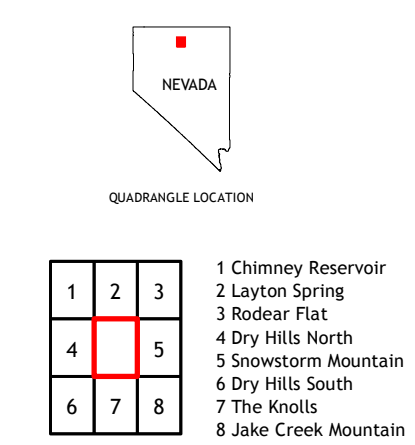 NEVADA
QUADRANGLE LOCATION
1 2 3
4 5
6 7 8
1 Chimney Reservoir
2 Layton Spring
3 Rodear Flat
4 Dry Hills North
5 Snowstorm Mountain
6 Dry Hills South
7 The Knolls
8 Jake Creek Mountain